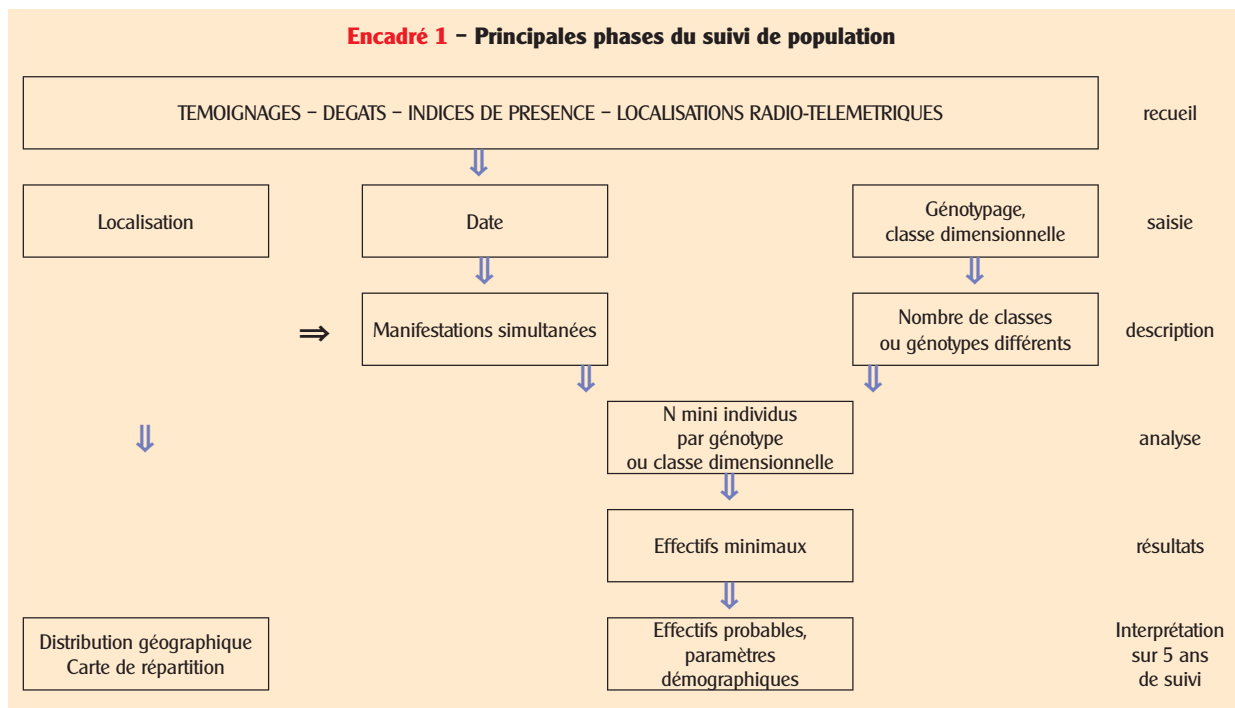 Encadré 1 – Principales phases du suivi de population
TEMOIGNAGES – DEGATS – INDICES DE PRESENCE – LOCALISATIONS RADIO-TELEMETRIQUES
recueil
Localisation
Date
Génotypage,
classe dimensionnelle
saisie
Manifestations simultanées
Nombre de classes
ou génotypes différents
description
N mini individus
par génotype
ou classe dimensionnelle
analyse
Effectifs minimaux
résultats
Distribution géographique
Carte de répartition
Effectifs probables,
paramètres
démographiques
Interprétation
sur 5 ans
de suivi